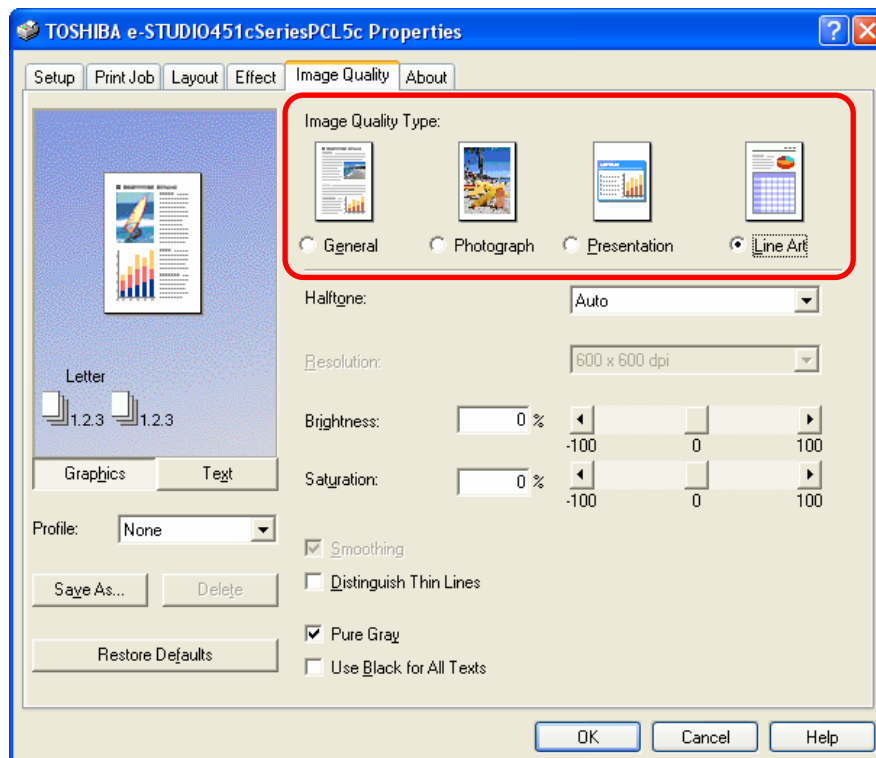 TOSHIBA e-STUDIO451cSeriesPCL5c Properties
Setup Print Job Layout Effect Image Quality About
Image Quality Type:
General Photograph Presentation Line Art
Halftone: Auto
Resolution: 600 x 600 dpi
Letter
1.2.3 1.2.3
Brightness: 0 %
-100 0 100
Graphics Text
Saturation: 0 %
-100 0 100
Profile: None
Smoothing
Save As... Delete
Distinguish Thin Lines
Pure Gray
Restore Defaults
Use Black for All Texts
OK Cancel Help